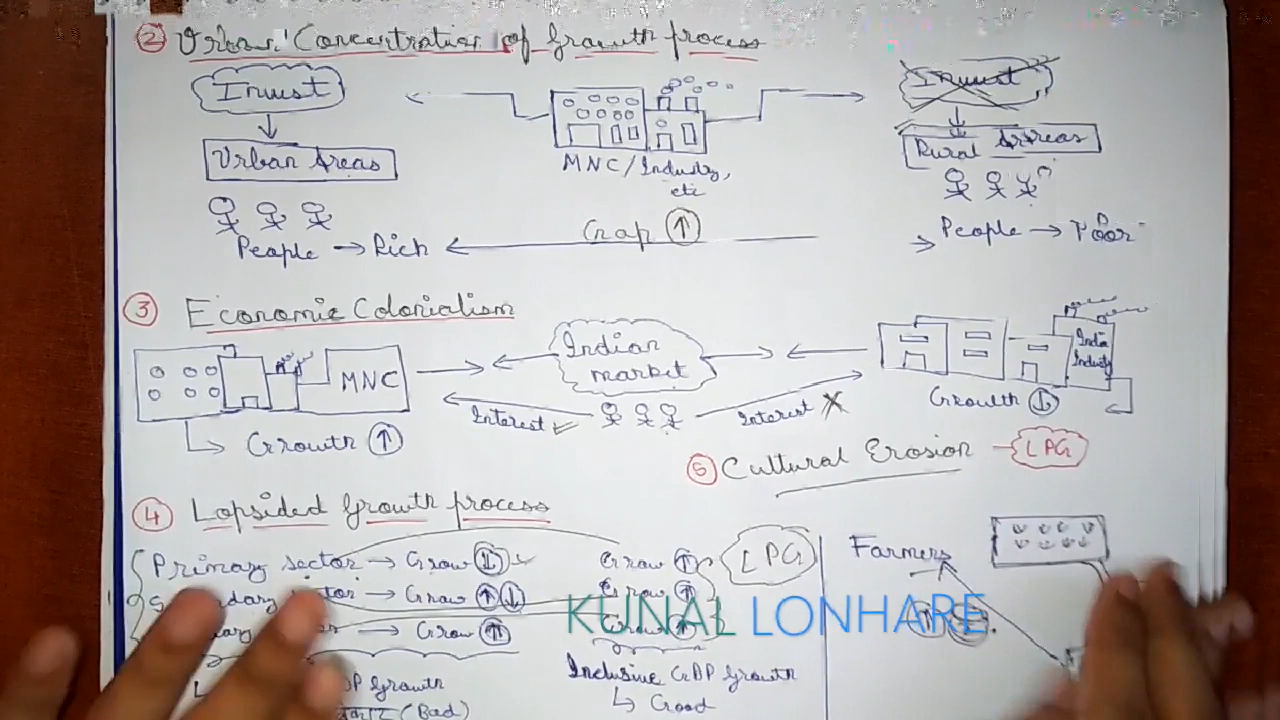 ② Urban Concentration of Growth process
Invest
Urban Areas
People → Rich
MNC/Industry,
etc
Gap ↑
Invest
Rural Areas
People → Poor
③ Economic Colonialism
MNC
Growth ↑
Indian
market
Interest ✓
Interest X
India
Industry
Growth ↓
⑤ Cultural Erosion - LPG
④ Lopsided Growth process
Primary sector → Grow ↓ ✓
→ Grow ↑↓
→ Grow ↑↑
Growth
(Bad)
Grow ↑
Grow ↑
Grow ↑
LPG
Inclusive GDP Growth
↳ Good
Farmers
KUNAL LONHARE